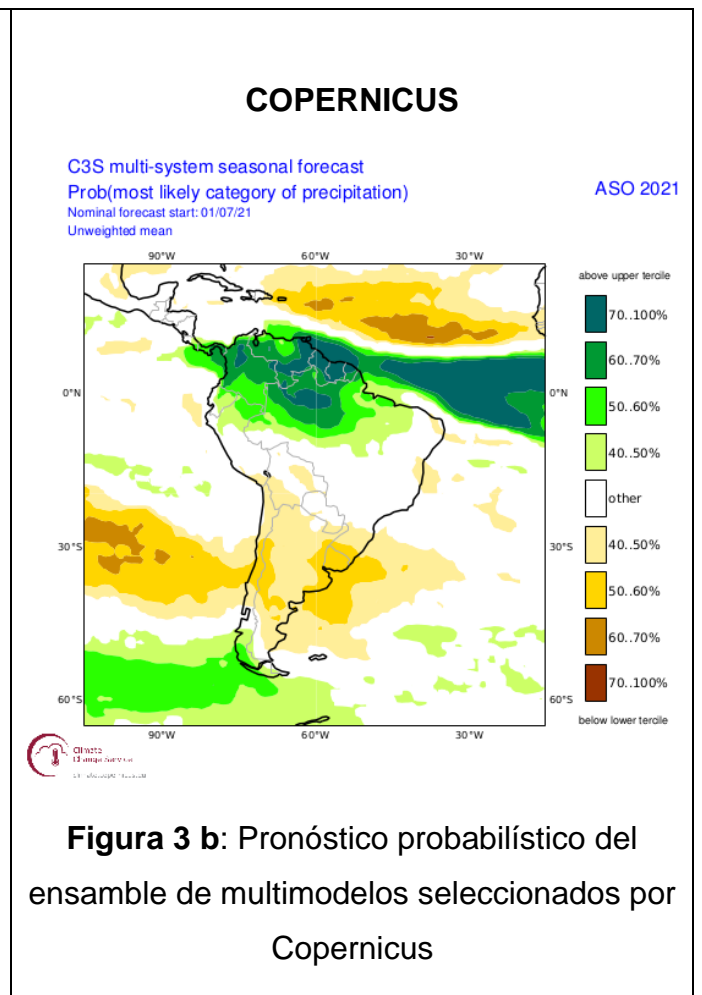 COPERNICUS
C3S multi-system seasonal forecast
Prob(most likely category of precipitation)
ASO 2021
Nominal forecast start: 01/07/21
Unweighted mean
90°W 60°W 30°W
above upper tercile
70..100%
60..70%
50..60%
40..50%
other
40..50%
50..60%
60..70%
70..100%
below lower tercile
0°N 0°N
30°S 30°S
60°S 60°S
90°W 60°W 30°W
Climate
Change Service
Figura 3 b: Pronóstico probabilístico del
ensamble de multimodelos seleccionados por
Copernicus